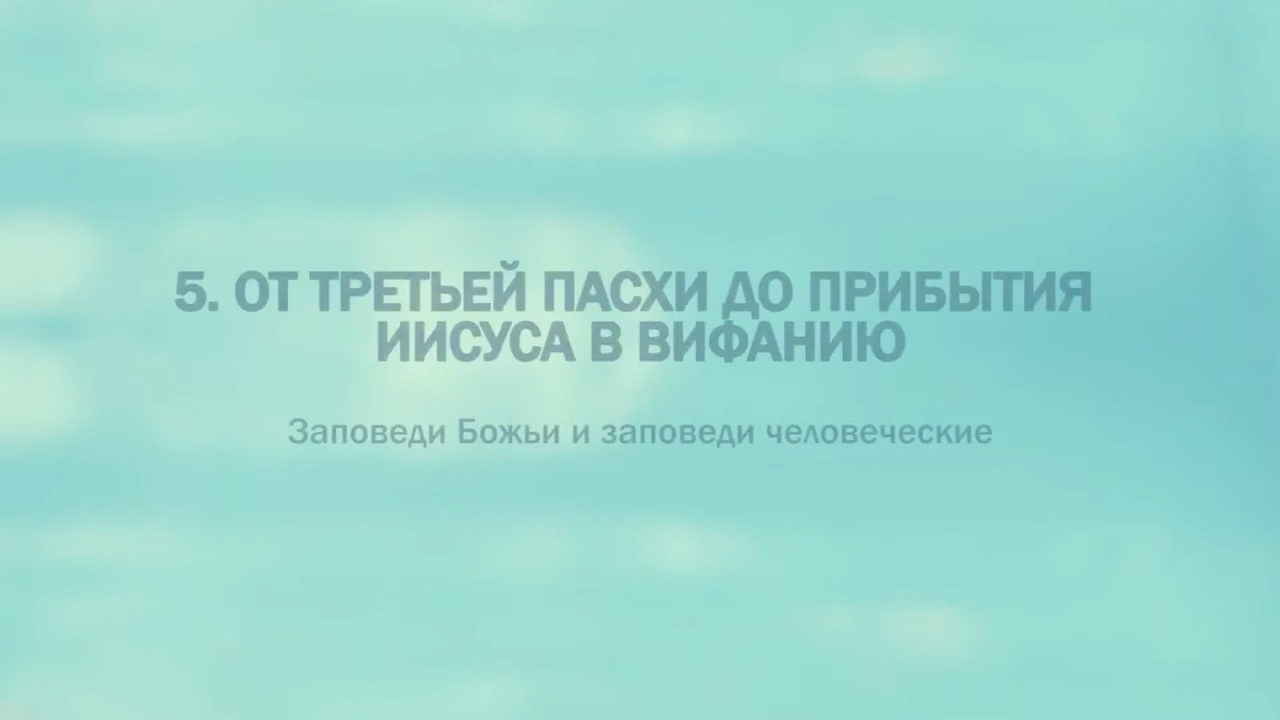 5. ОТ ТРЕТЬЕЙ ПАСХИ ДО ПРИБЫТИЯ
ИИСУСА В ВИФАНИЮ
Заповеди Божьи и заповеди человеческие